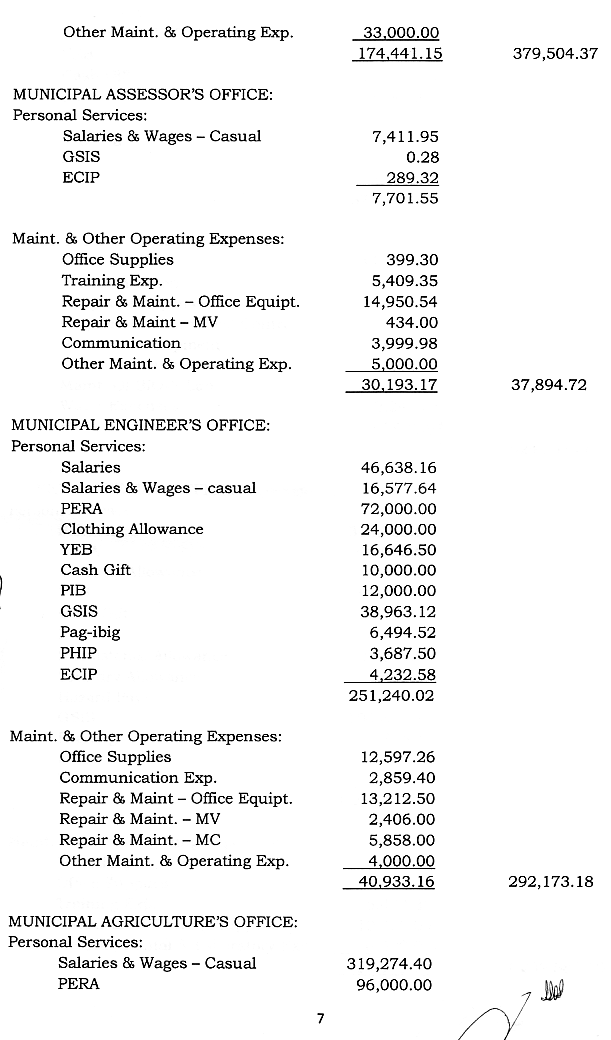 Other Maint. & Operating Exp. 33,000.00
174,441.15 379,504.37
MUNICIPAL ASSESSOR'S OFFICE:
Personal Services:
Salaries & Wages – Casual 7,411.95
GSIS 0.28
ECIP 289.32
7,701.55
Maint. & Other Operating Expenses:
Office Supplies 399.30
Training Exp. 5,409.35
Repair & Maint. – Office Equipt. 14,950.54
Repair & Maint – MV 434.00
Communication 3,999.98
Other Maint. & Operating Exp. 5,000.00
30,193.17 37,894.72
MUNICIPAL ENGINEER'S OFFICE:
Personal Services:
Salaries 46,638.16
Salaries & Wages – casual 16,577.64
PERA 72,000.00
Clothing Allowance 24,000.00
YEB 16,646.50
Cash Gift 10,000.00
PIB 12,000.00
GSIS 38,963.12
Pag-ibig 6,494.52
PHIP 3,687.50
ECIP 4,232.58
251,240.02
Maint. & Other Operating Expenses:
Office Supplies 12,597.26
Communication Exp. 2,859.40
Repair & Maint – Office Equipt. 13,212.50
Repair & Maint. – MV 2,406.00
Repair & Maint. – MC 5,858.00
Other Maint. & Operating Exp. 4,000.00
40,933.16 292,173.18
MUNICIPAL AGRICULTURE'S OFFICE:
Personal Services:
Salaries & Wages – Casual 319,274.40
PERA 96,000.00
7